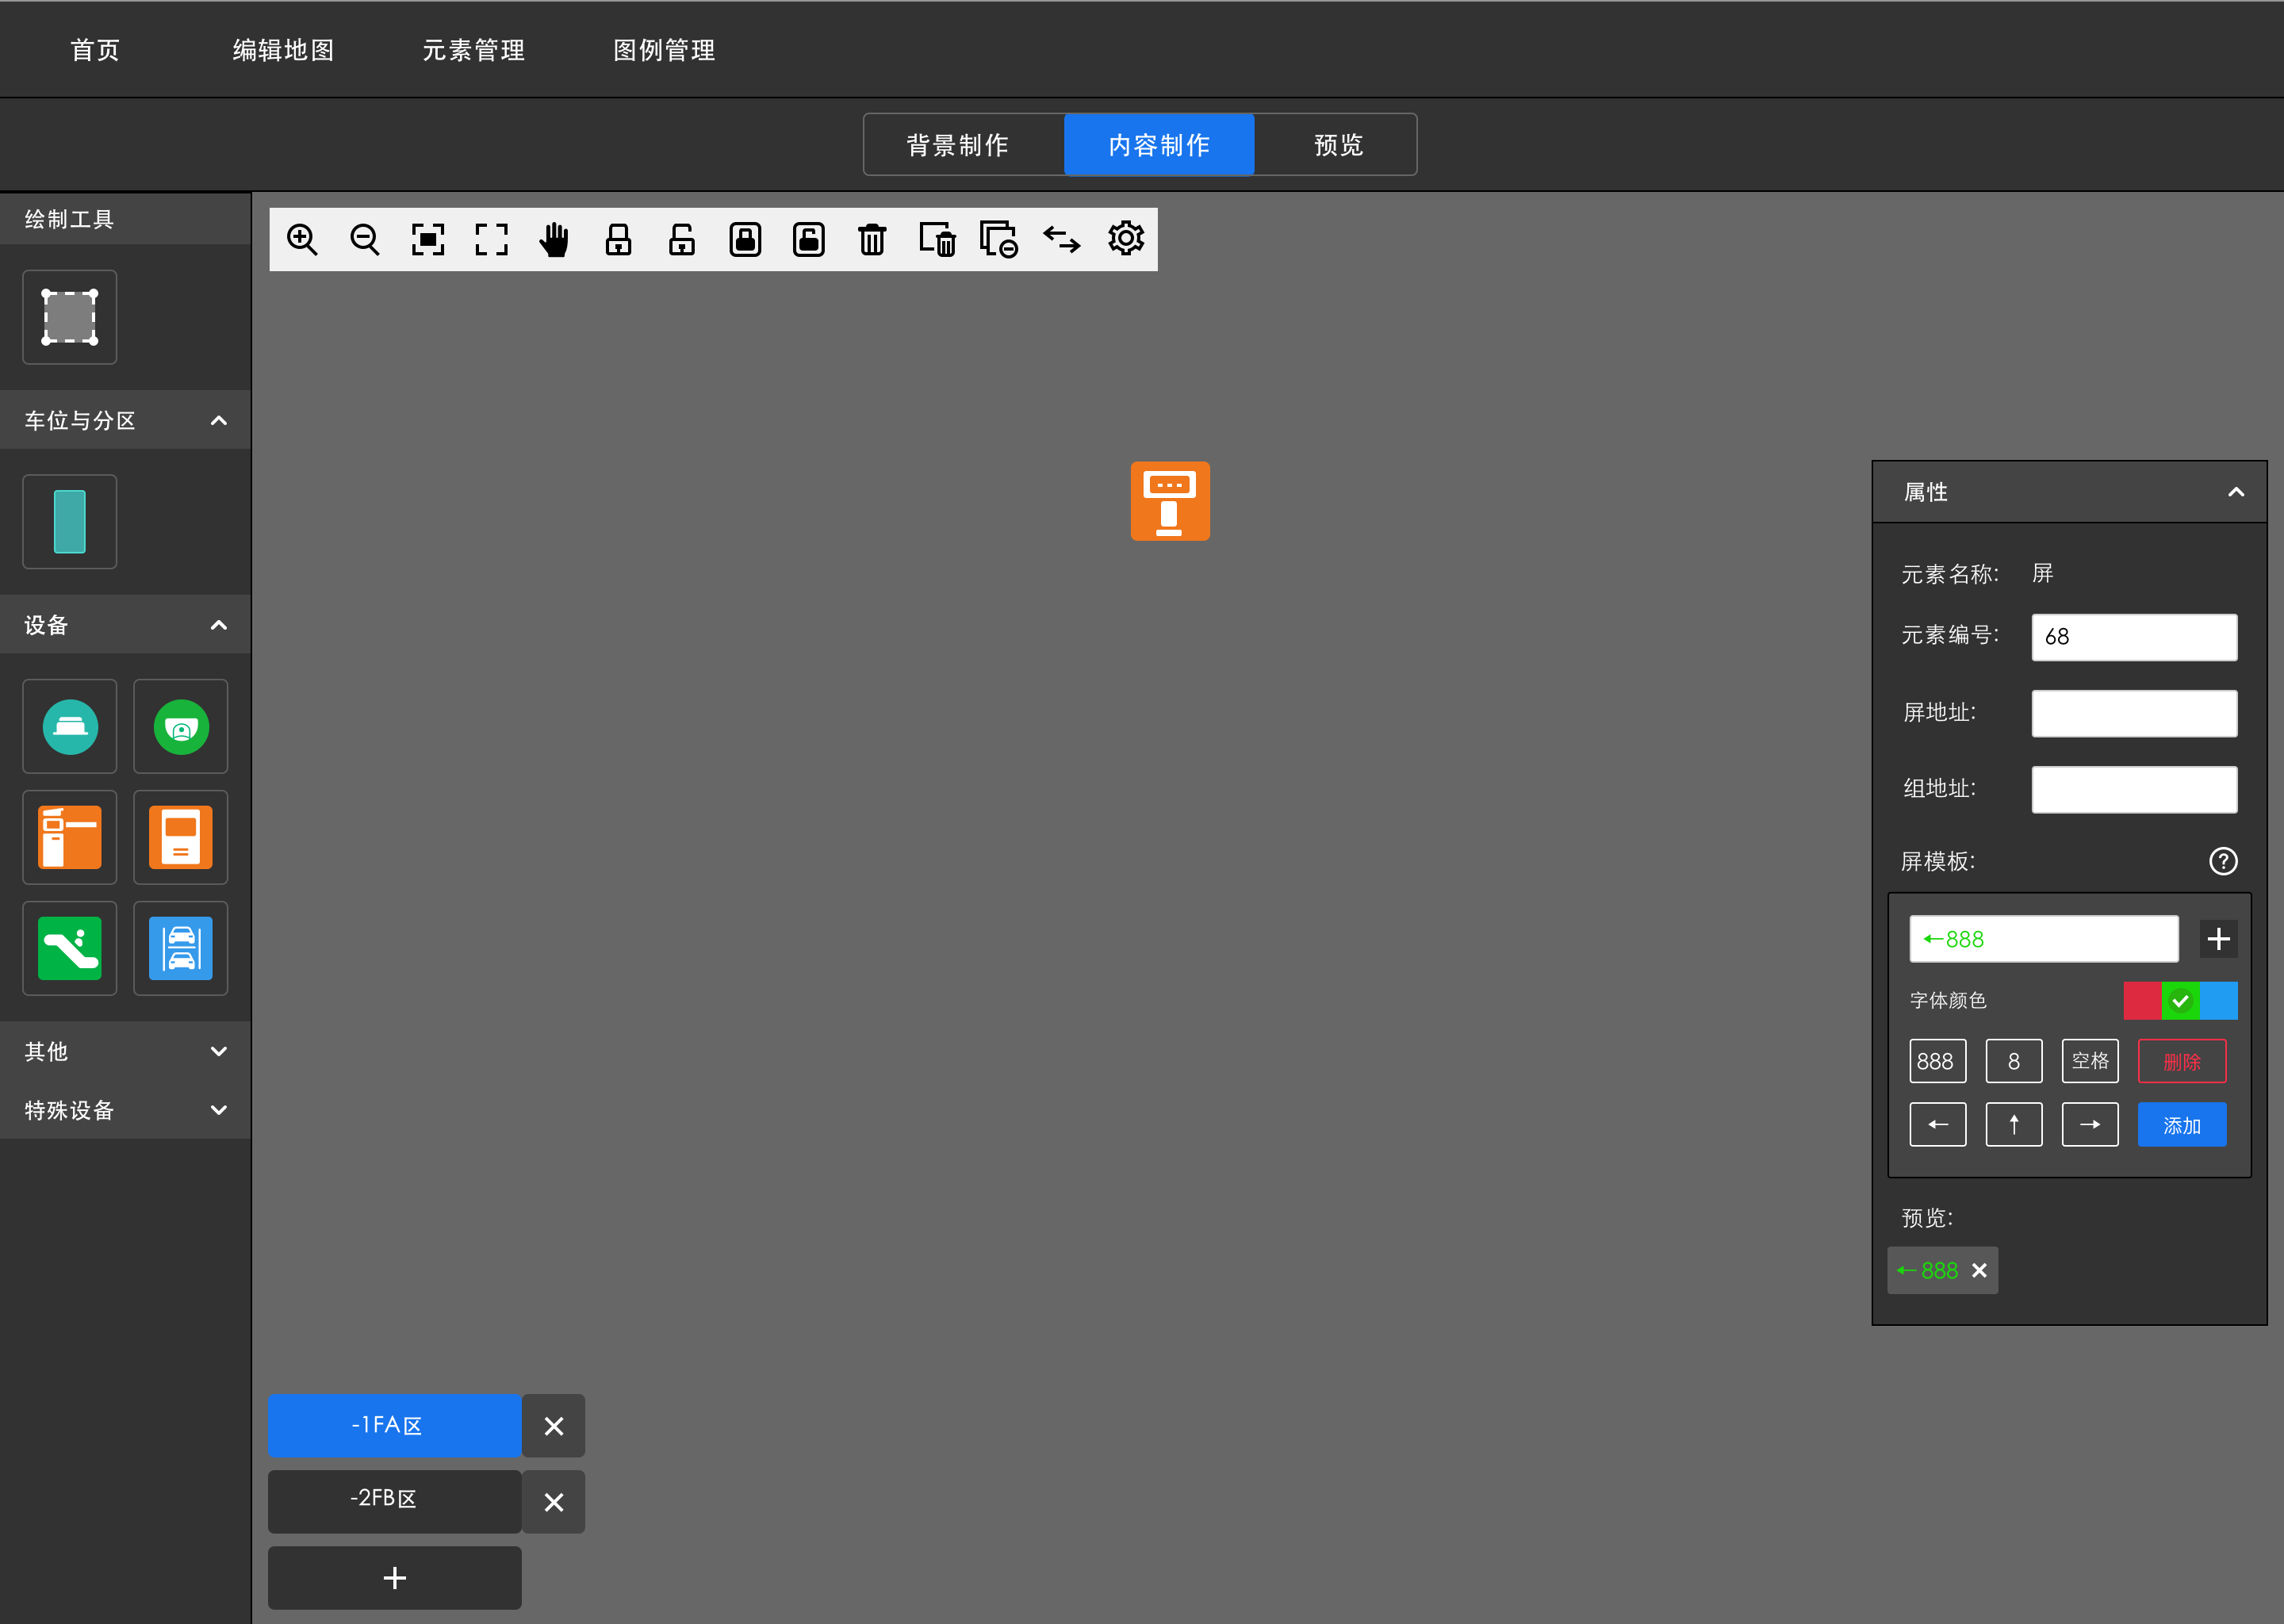 首页 编辑地图 元素管理 图例管理
背景制作 内容制作 预览
绘制工具
车位与分区
设备
其他
特殊设备
属性
元素名称: 屏
元素编号: 68
屏地址:
组地址:
屏模板: ?
←888 +
字体颜色
888 8 空格 删除
← ↑ → 添加
预览:
←888 ×
-1FA区 ×
-2FB区 ×
+